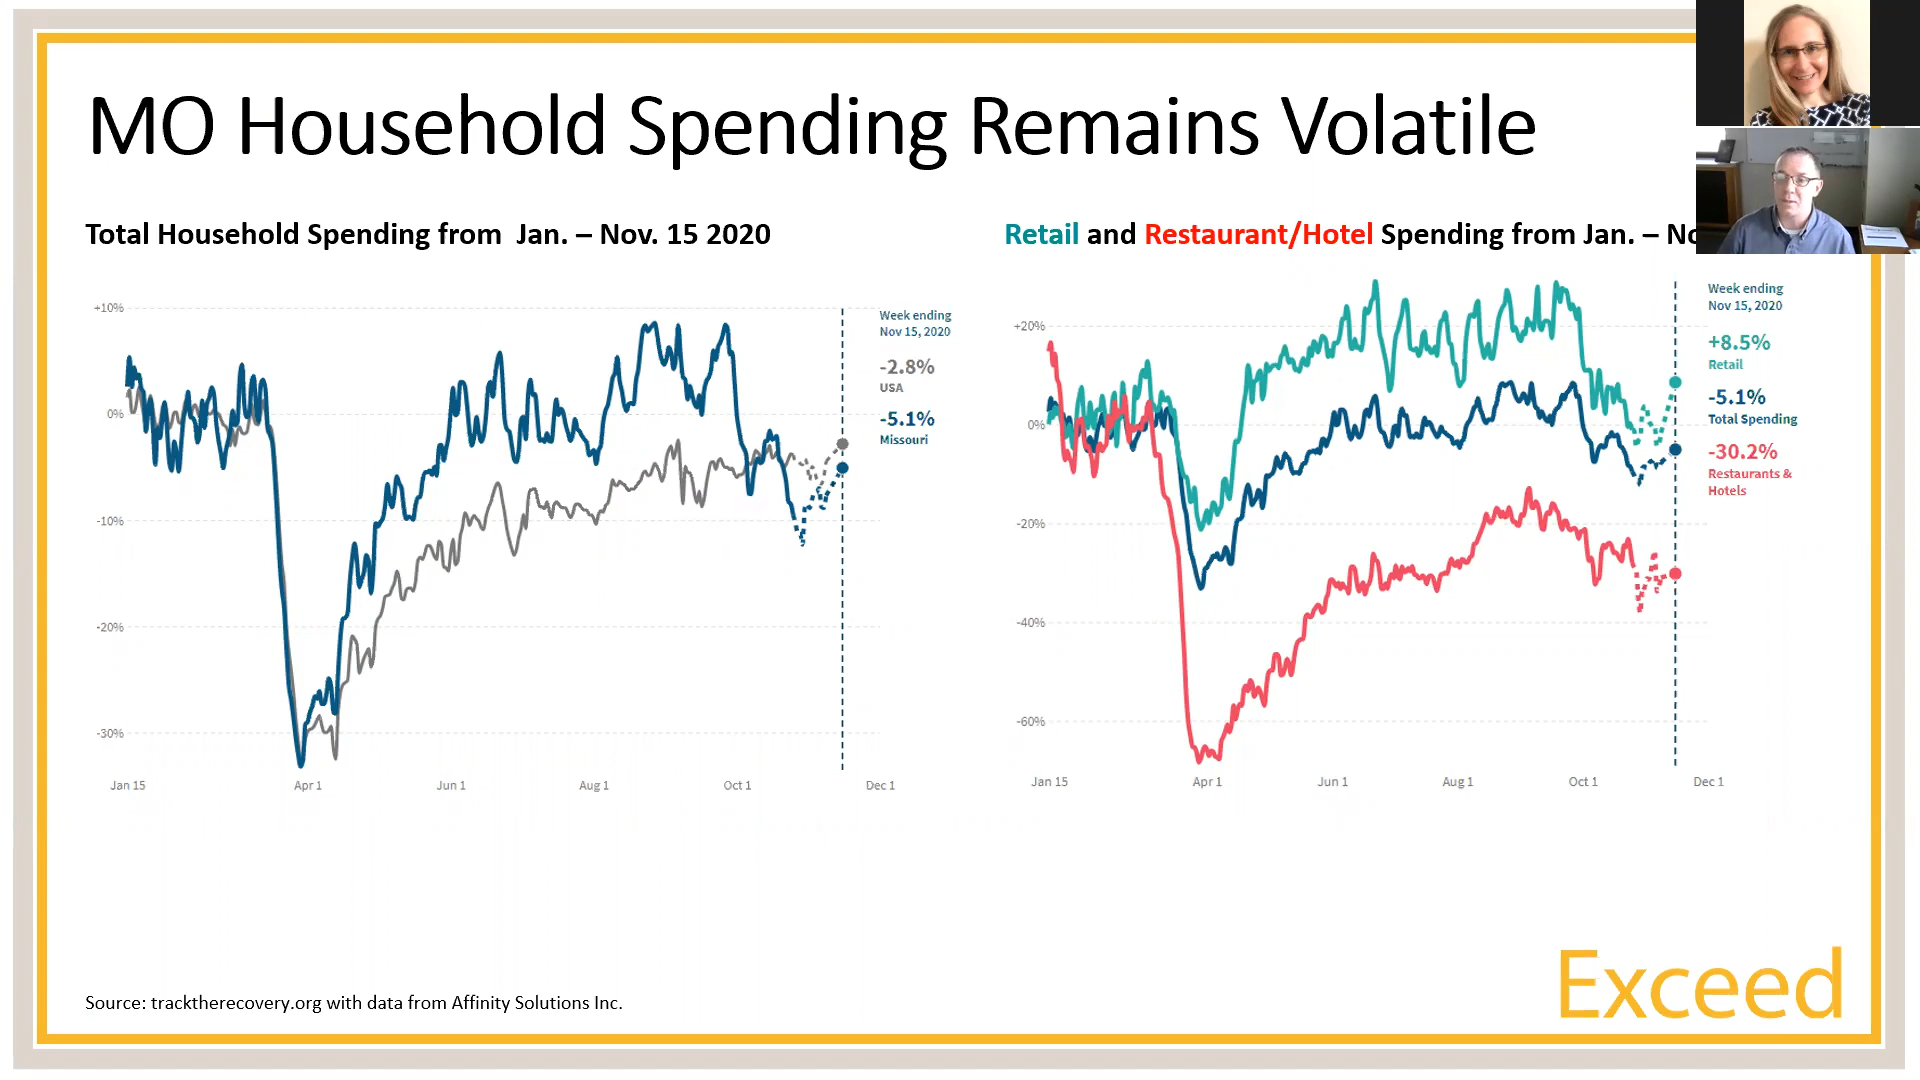 MO Household Spending Remains Volatile
Total Household Spending from Jan. – Nov. 15 2020
+10%
0%
-10%
-20%
-30%
Jan 15
Apr 1
Jun 1
Aug 1
Oct 1
Dec 1
Week ending
Nov 15, 2020
-2.8%
USA
-5.1%
Missouri
Retail and Restaurant/Hotel Spending from Jan. – No
+20%
0%
-20%
-40%
-60%
Jan 15
Apr 1
Jun 1
Aug 1
Oct 1
Dec 1
Week ending
Nov 15, 2020
+8.5%
Retail
-5.1%
Total Spending
-30.2%
Restaurants &
Hotels
Source: tracktherecovery.org with data from Affinity Solutions Inc.
Exceed